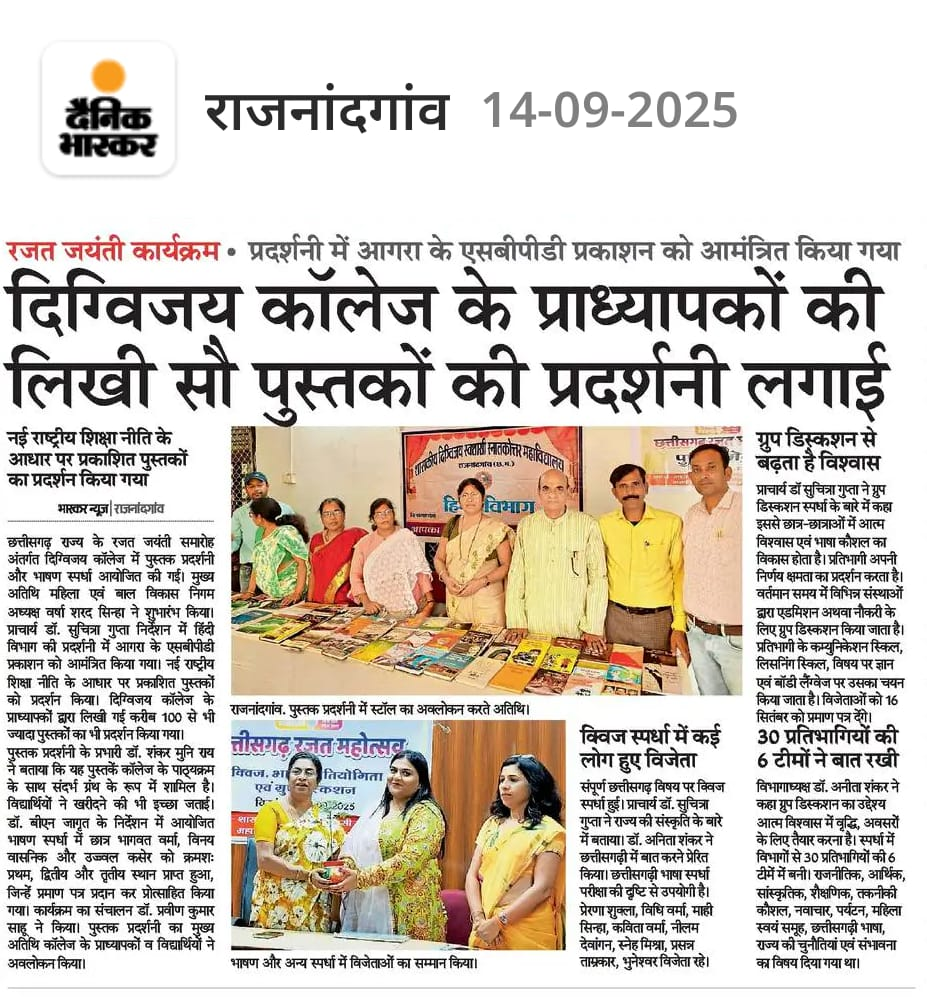 दैनिक
भास्कर
राजनांदगांव 14-09-2025
रजत जयंती कार्यक्रम • प्रदर्शनी में आगरा के एसबीपीडी प्रकाशन को आमंत्रित किया गया
दिग्विजय कॉलेज के प्राध्यापकों की
लिखी सौ पुस्तकों की प्रदर्शनी लगाई
नई राष्ट्रीय शिक्षा नीति के
आधार पर प्रकाशित पुस्तकों
का प्रदर्शन किया गया
भास्कर न्यूज | राजनांदगांव
छत्तीसगढ़ राज्य के रजत जयंती समारोह
अंतर्गत दिग्विजय कॉलेज में पुस्तक प्रदर्शनी
और भाषण स्पर्धा आयोजित की गई। मुख्य
अतिथि महिला एवं बाल विकास निगम
अध्यक्ष वर्षा शरद सिन्हा ने शुभारंभ किया।
प्राचार्य डॉ. सुचित्रा गुप्ता निर्देशन में हिंदी
विभाग की प्रदर्शनी में आगरा के एसबीपीडी
प्रकाशन को आमंत्रित किया गया। नई राष्ट्रीय
शिक्षा नीति के आधार पर प्रकाशित पुस्तकों
को प्रदर्शन किया। दिग्विजय कॉलेज के
प्राध्यापकों द्वारा लिखी गई करीब 100 से भी
ज्यादा पुस्तकों का भी प्रदर्शन किया गया।
पुस्तक प्रदर्शनी के प्रभारी डॉ. शंकर मुनि राय
ने बताया कि यह पुस्तकें कॉलेज के पाठ्यक्रम
के साथ संदर्भ ग्रंथ के रूप में शामिल है।
विद्यार्थियों ने खरीदने की भी इच्छा जताई।
डॉ. बीएन जागृत के निर्देशन में आयोजित
भाषण स्पर्धा में छात्र भागवत वर्मा, विनय
वासनिक और उज्वल कसेर को क्रमशः
प्रथम, द्वितीय और तृतीय स्थान प्राप्त हुआ,
जिन्हें प्रमाण पत्र प्रदान कर प्रोत्साहित किया
गया। कार्यक्रम का संचालन डॉ. प्रवीण कुमार
साहू ने किया। पुस्तक प्रदर्शनी का मुख्य
अतिथि कॉलेज के प्राध्यापकों व विद्यार्थियों ने
अवलोकन किया।
शासकीय दिग्विजय स्वशासी स्नातकोत्तर महाविद्यालय
राजनांदगांव (छ.ग.)
हिन्दी विभाग
आपका
छत्तीसगढ़ रजत
राजनांदगांव. पुस्तक प्रदर्शनी में स्टॉल का अवलोकन करते अतिथि।
त्तीसगढ़ रजत महोत्सव
क्विज, भा तियोगिता
एवं ग्रुप स्कशन
2025
भाषण और अन्य स्पर्धा में विजेताओं का सम्मान किया।
क्विज स्पर्धा में कई
लोग हुए विजेता
संपूर्ण छत्तीसगढ़ विषय पर क्विज
स्पर्धा हुई। प्राचार्य डॉ. सुचित्रा
गुप्ता ने राज्य की संस्कृति के बारे
में बताया। डॉ. अनिता शंकर ने
छत्तीसगढ़ी में बात करने प्रेरित
किया। छत्तीसगढ़ी भाषा स्पर्धा
परीक्षा की दृष्टि से उपयोगी है।
प्रेरणा शुक्ला, विधि वर्मा, माही
सिन्हा, कविता वर्मा, नीलम
देवांगन, स्नेह मिश्रा, प्रसन्न
ताम्रकार, भुनेश्वर विजेता रहे।
ग्रुप डिस्कशन से
बढ़ता है विश्वास
प्राचार्य डॉ सुचित्रा गुप्ता ने ग्रुप
डिस्कशन स्पर्धा के बारे में कहा
इससे छात्र-छात्राओं में आत्म
विश्वास एवं भाषा कौशल का
विकास होता है। प्रतिभागी अपनी
निर्णय क्षमता का प्रदर्शन करता है।
वर्तमान समय में विभिन्न संस्थाओं
द्वारा एडमिशन अथवा नौकरी के
लिए ग्रुप डिस्कशन किया जाता है।
प्रतिभागी के कम्युनिकेशन स्किल,
लिसनिंग स्किल, विषय पर ज्ञान
एवं बॉडी लैंग्वेज पर उसका चयन
किया जाता है। विजेताओं को 16
सितंबर को प्रमाण पत्र देंगे।
30 प्रतिभागियों की
6 टीमों ने बात रखी
विभागाध्यक्ष डॉ. अनीता शंकर ने
कहा ग्रुप डिस्कशन का उद्देश्य
आत्म विश्वास में वृद्धि, अवसरों
के लिए तैयार करना है। स्पर्धा में
विभागों से 30 प्रतिभागियों की 6
टीमें में बनी। राजनीतिक, आर्थिक,
सांस्कृतिक, शैक्षणिक, तकनीकी
कौशल, नवाचार, पर्यटन, महिला
स्वयं समूह, छत्तीसगढ़ी भाषा,
राज्य की चुनौतियां एवं संभावना
का विषय दिया गया था।